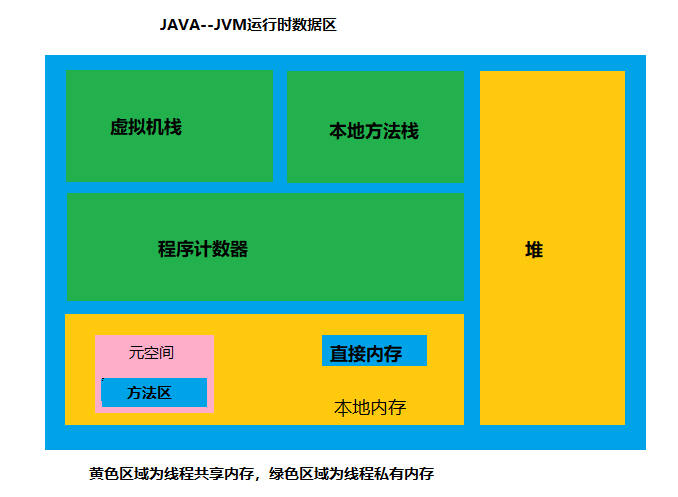 JAVA--JVM运行时数据区
虚拟机栈
本地方法栈
程序计数器
堆
元空间
直接内存
方法区
本地内存
黄色区域为线程共享内存，绿色区域为线程私有内存